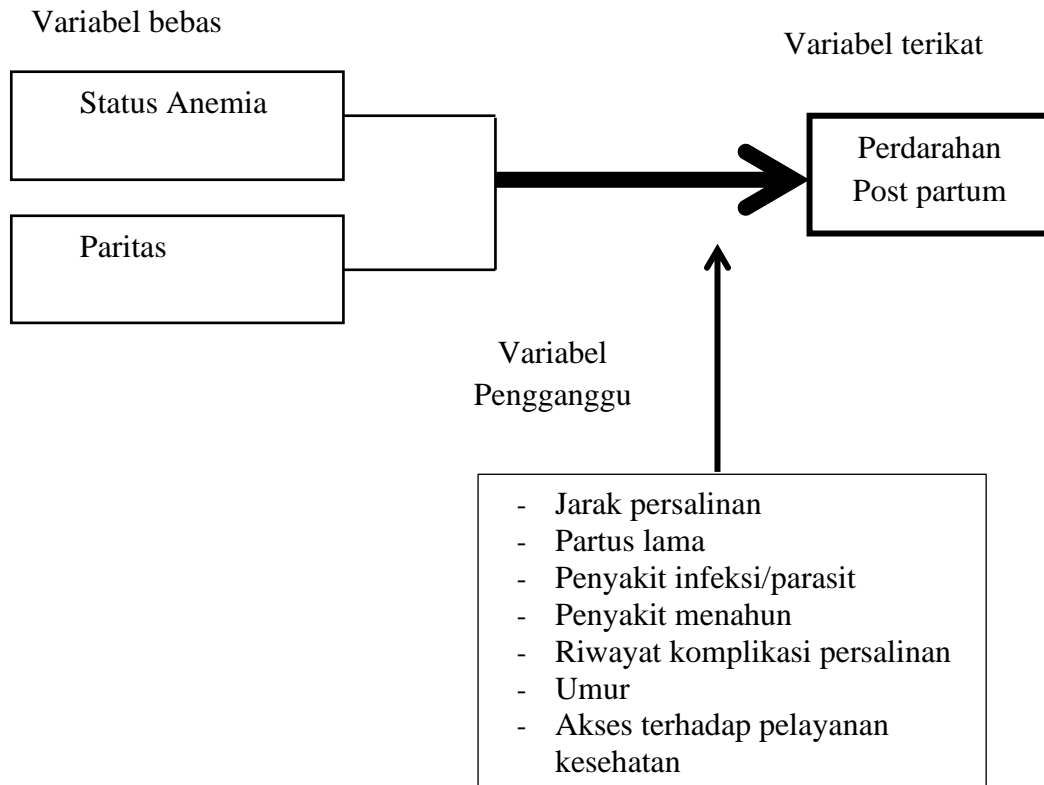 Variabel bebas
Variabel terikat
Status Anemia
Perdarahan
Post partum
Paritas
Variabel
Pengganggu
- Jarak persalinan
- Partus lama
- Penyakit infeksi/parasit
- Penyakit menahun
- Riwayat komplikasi persalinan
- Umur
- Akses terhadap pelayanan
kesehatan